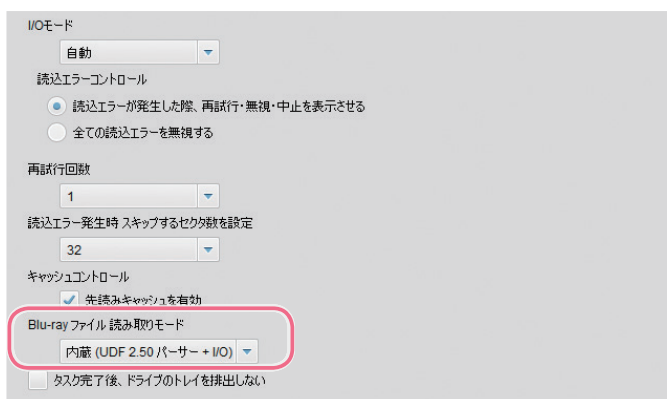 I/Oモード
自動
読込エラーコントロール
読込エラーが発生した際、再試行・無視・中止を表示させる
全ての読込エラーを無視する
再試行回数
1
読込エラー発生時 スキップするセクタ数を設定
32
キャッシュコントロール
先読みキャッシュを有効
Blu-ray ファイル 読み取りモード
内蔵 (UDF 2.50 パーサー + I/O)
タスク完了後、ドライブのトレイを排出しない